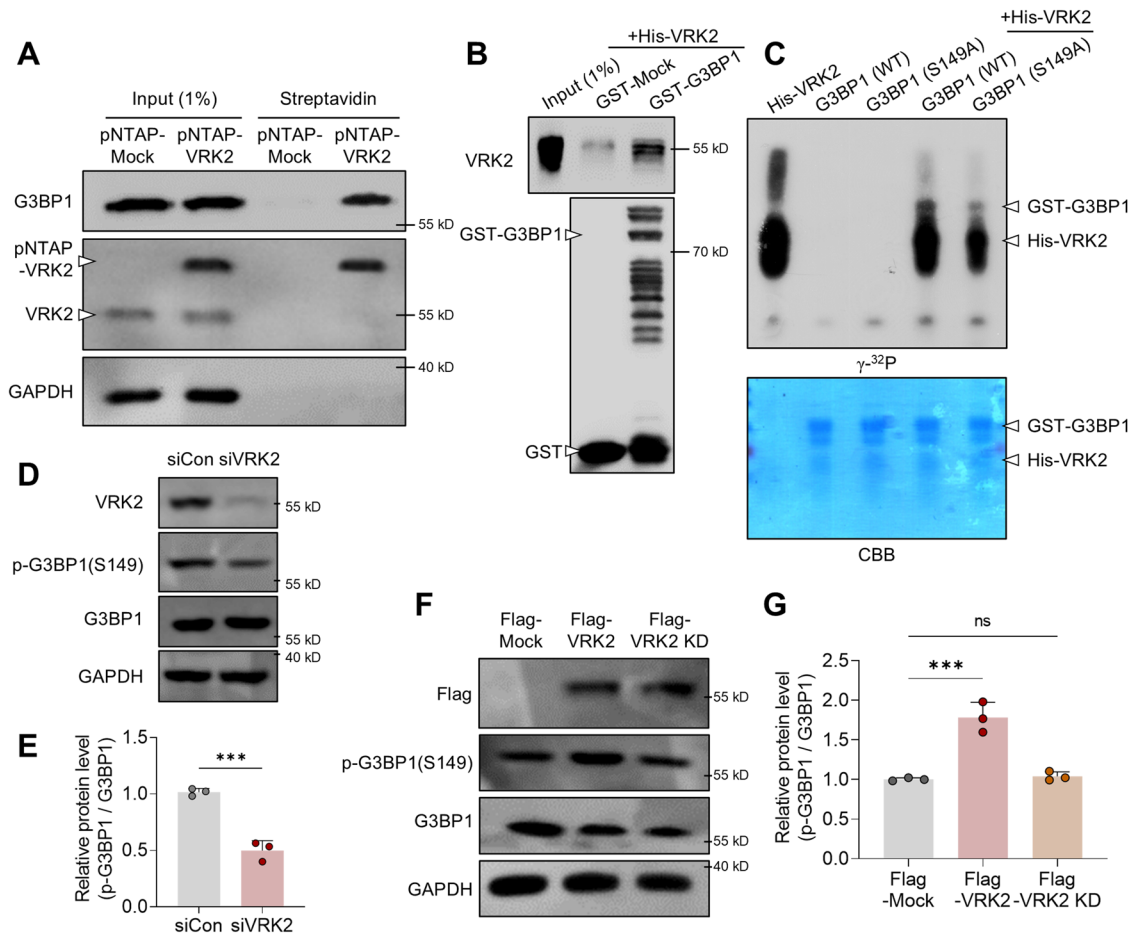 A
Input (1%)
Streptavidin
pNTAP-
Mock
pNTAP-
VRK2
pNTAP-
Mock
pNTAP-
VRK2
G3BP1
55 kD
pNTAP
-VRK2
VRK2
55 kD
40 kD
GAPDH
B
+His-VRK2
Input (1%)
GST-Mock
GST-G3BP1
VRK2
55 kD
GST-G3BP1
70 kD
GST
C
+His-VRK2
His-VRK2
G3BP1 (WT)
G3BP1 (S149A)
G3BP1 (WT)
G3BP1 (S149A)
GST-G3BP1
His-VRK2
γ-³²P
GST-G3BP1
His-VRK2
CBB
D
siCon siVRK2
VRK2
55 kD
p-G3BP1(S149)
55 kD
G3BP1
55 kD
40 kD
GAPDH
E
Relative protein level
(p-G3BP1 / G3BP1)
1.5
1.0
0.5
0.0
***
siCon siVRK2
F
Flag-
Mock
Flag-
VRK2
Flag-
VRK2 KD
Flag
55 kD
p-G3BP1(S149)
55 kD
G3BP1
55 kD
40 kD
GAPDH
G
Relative protein level
(p-G3BP1 / G3BP1)
2.5
2.0
1.5
1.0
0.5
0.0
ns
***
Flag
-Mock
Flag
-VRK2
Flag
-VRK2 KD